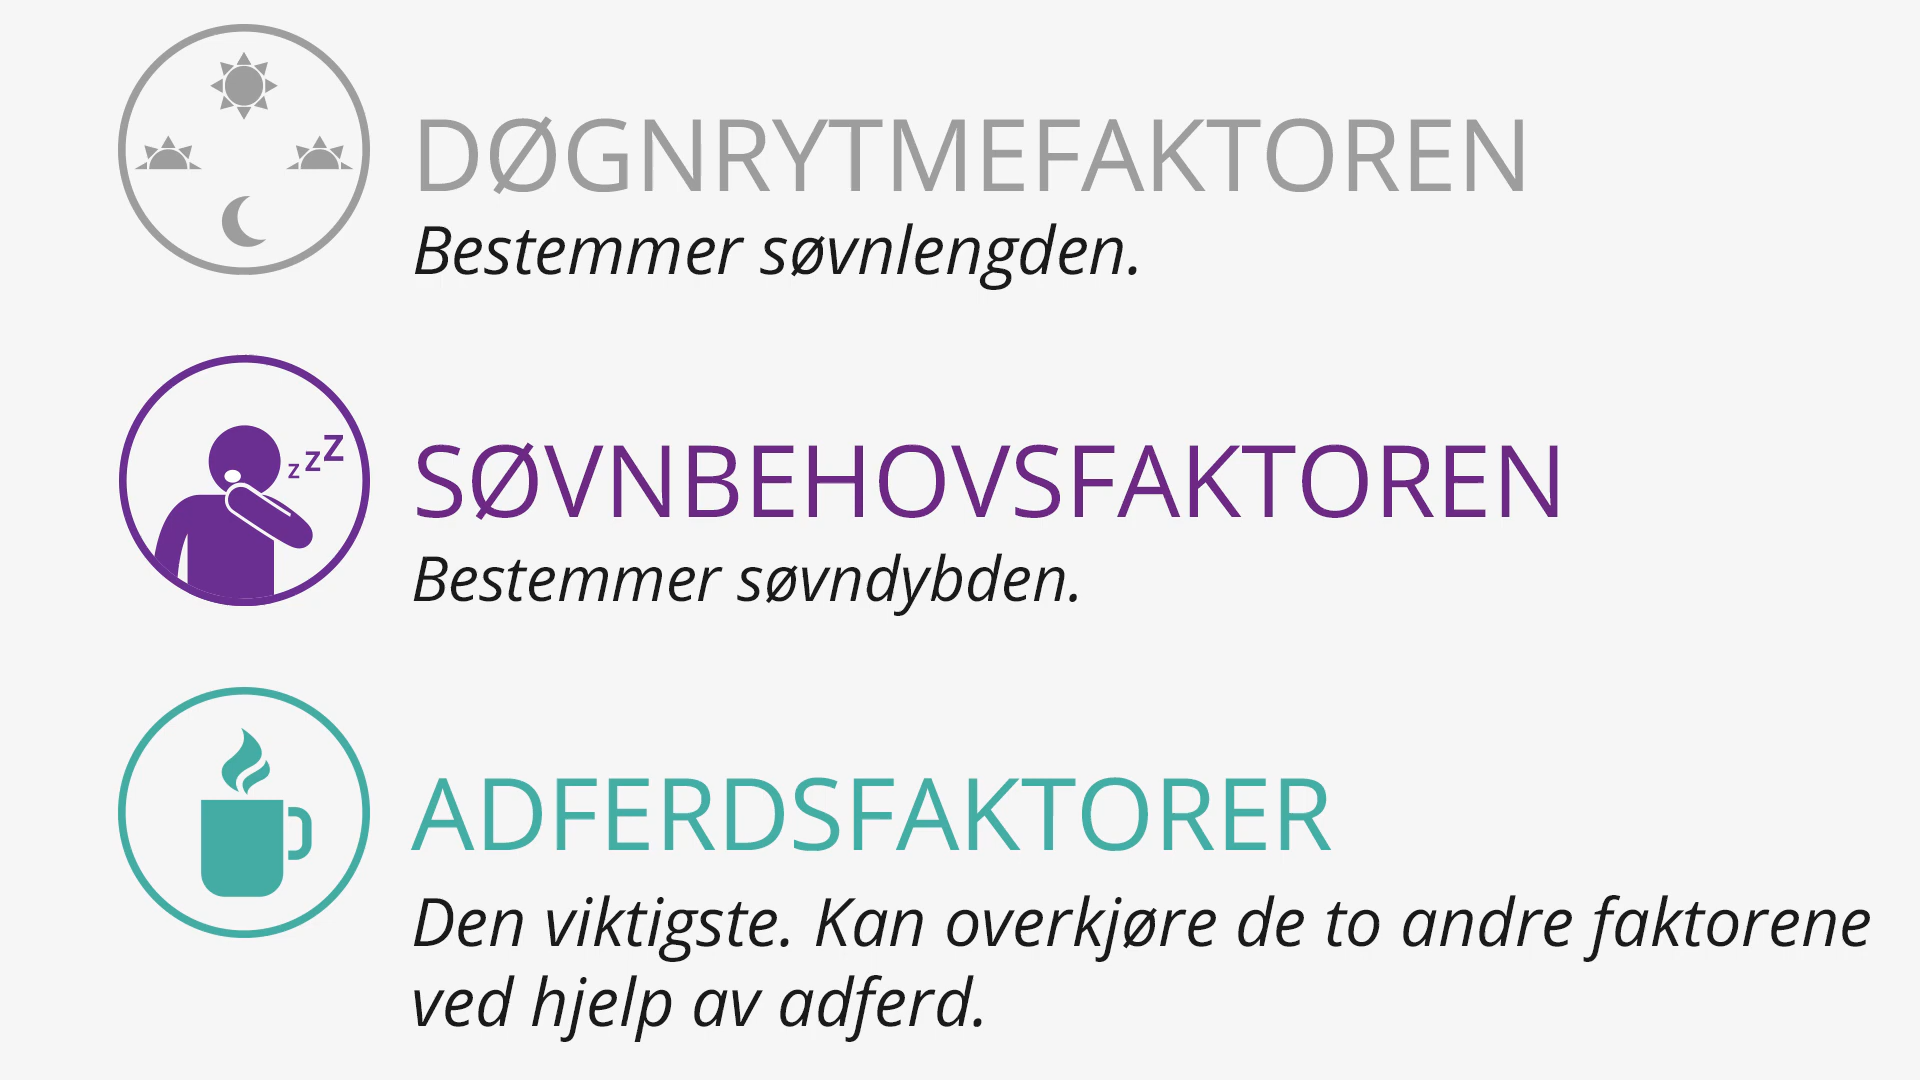 DØGNRYTMEFAKTOREN
Bestemmer søvnlengden.
zzZ
SØVNBEHOVSFAKTOREN
Bestemmer søvndybden.
ADFERDSFAKTORER
Den viktigste. Kan overkjøre de to andre faktorene
ved hjelp av adferd.